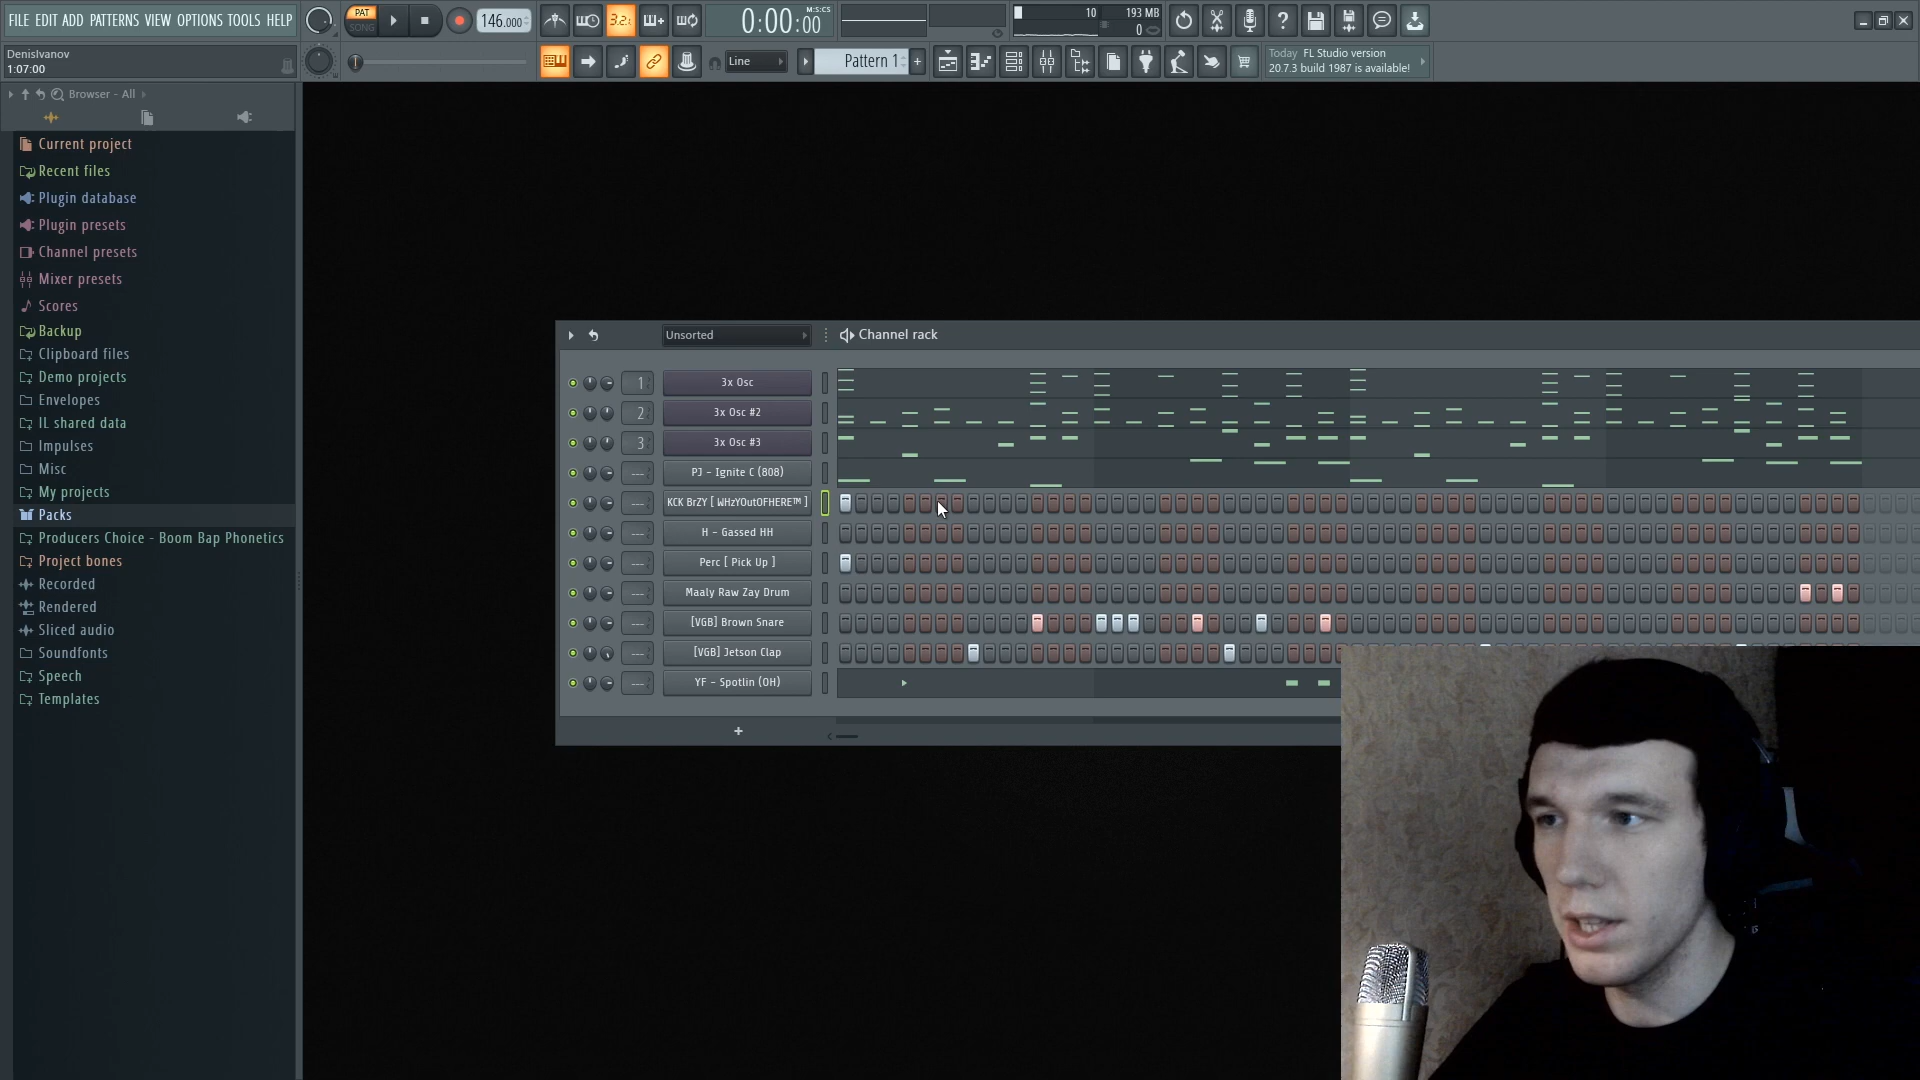 FILE EDIT ADD PATTERNS VIEW OPTIONS TOOLS HELP
PAT
SONG
146.000
3.2.
0:00:00
M:S:CS
10
193 MB
0
DenisIvanov
1:07:00
Line
Pattern 1
+
Today FL Studio version
20.7.3 build 1987 is available!
Browser - All
Current project
Recent files
Plugin database
Plugin presets
Channel presets
Mixer presets
Scores
Backup
Clipboard files
Demo projects
Envelopes
IL shared data
Impulses
Misc
My projects
Packs
Producers Choice - Boom Bap Phonetics
Project bones
Recorded
Rendered
Sliced audio
Soundfonts
Speech
Templates
Unsorted
Channel rack
1 3x Osc
2 3x Osc #2
3 3x Osc #3
--- PJ - Ignite C (808)
--- KCK BrZY [ WHzYOutOFHERE™ ]
--- H - Gassed HH
--- Perc [ Pick Up ]
--- Maaly Raw Zay Drum
--- [VGB] Brown Snare
--- [VGB] Jetson Clap
--- YF - Spotlin (OH)
+